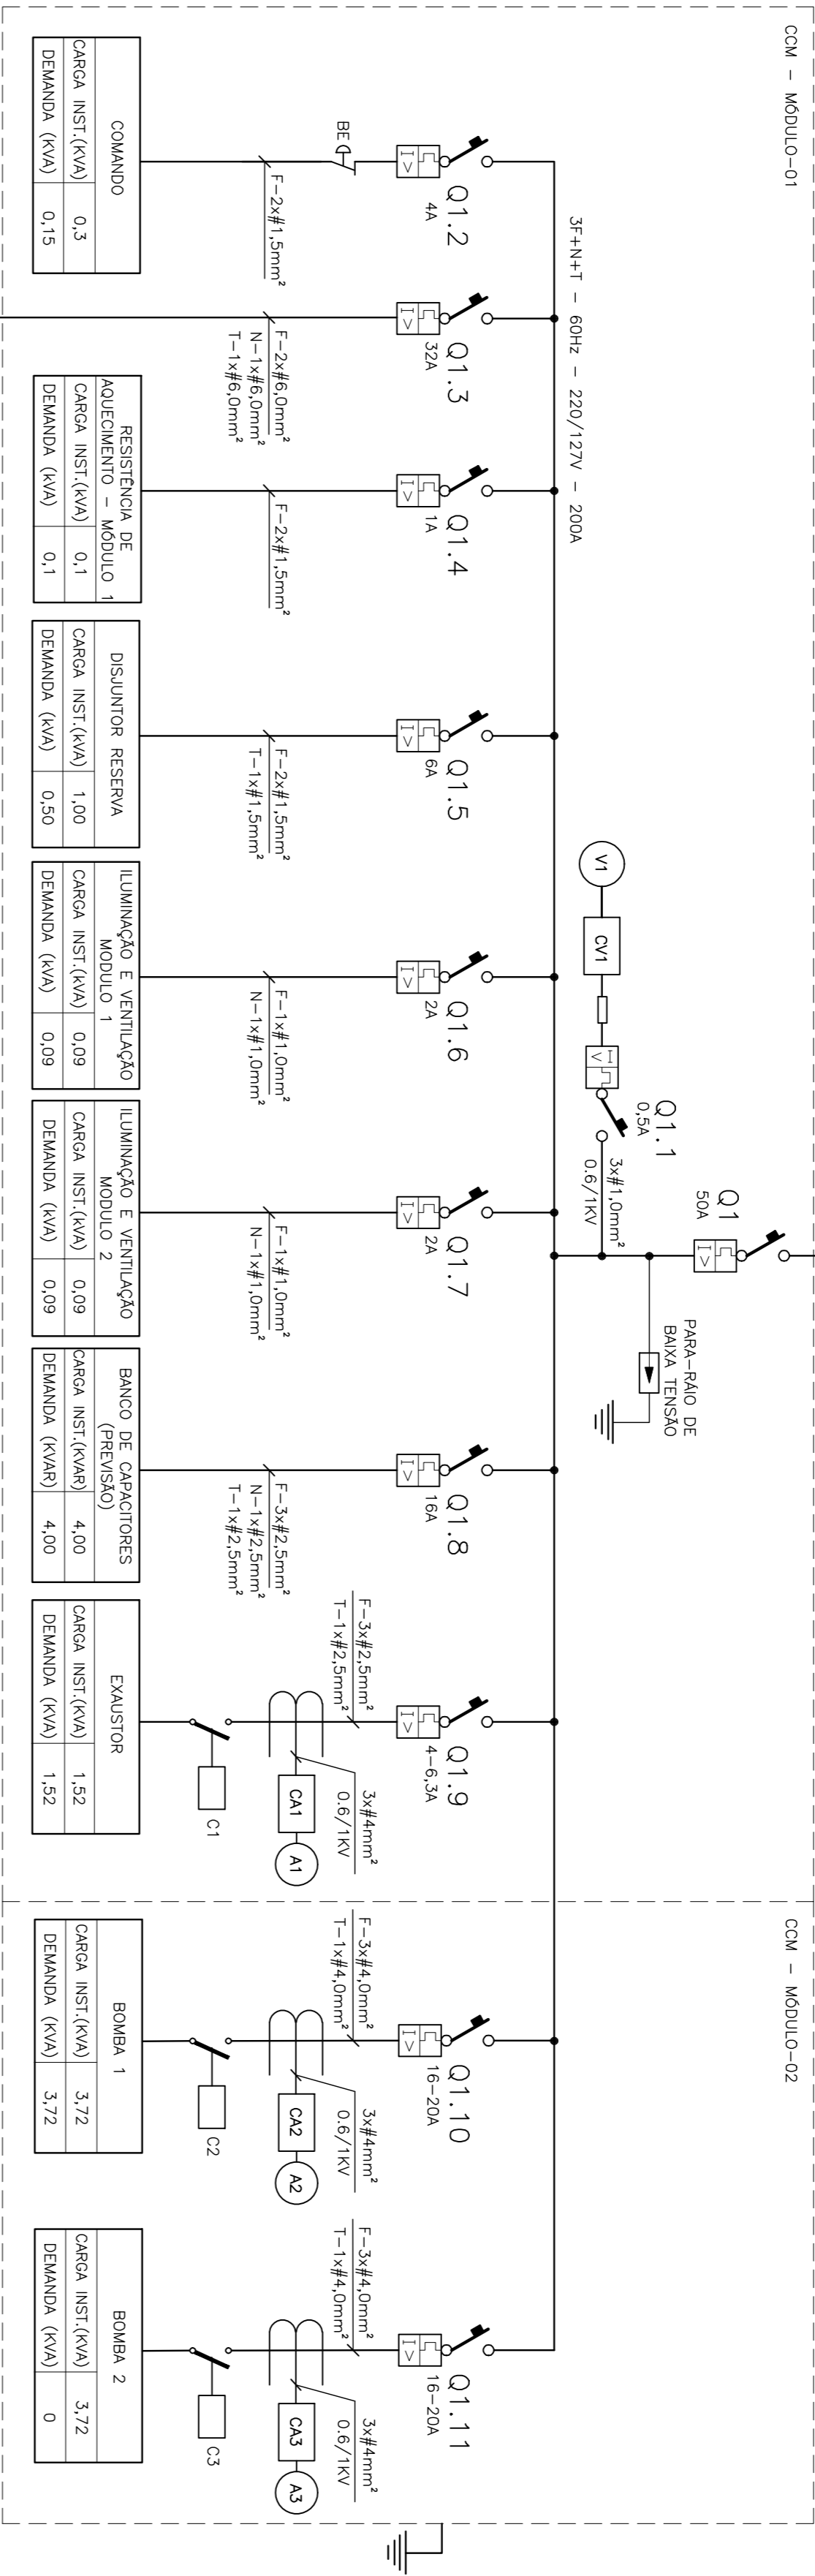 CCM – MÓDULO-01
CCM – MÓDULO-02
3F+N+T – 60Hz – 220/127V – 200A
Q1
50A
PARA-RÁIO DE
BAIXA TENSÃO
Q1.1
0,5A
3x#1,0mm²
0.6/1KV
CV1
V1
Q1.2
4A
BE
F-2x#1,5mm²
COMANDO
CARGA INST.(KVA) 0,3
DEMANDA (KVA) 0,15
Q1.3
32A
F-2x#6,0mm²
N-1x#6,0mm²
T-1x#6,0mm²
Q1.4
1A
F-2x#1,5mm²
RESISTÊNCIA DE
AQUECIMENTO – MÓDULO 1
CARGA INST.(kVA) 0,1
DEMANDA (kVA) 0,1
Q1.5
6A
F-2x#1,5mm²
T-1x#1,5mm²
DISJUNTOR RESERVA
CARGA INST.(kVA) 1,00
DEMANDA (kVA) 0,50
Q1.6
2A
F-1x#1,0mm²
N-1x#1,0mm²
ILUMINAÇÃO E VENTILAÇÃO
MODULO 1
CARGA INST.(kVA) 0,09
DEMANDA (kVA) 0,09
Q1.7
2A
F-1x#1,0mm²
N-1x#1,0mm²
ILUMINAÇÃO E VENTILAÇÃO
MODULO 2
CARGA INST.(kVA) 0,09
DEMANDA (kVA) 0,09
Q1.8
16A
F-3x#2,5mm²
N-1x#2,5mm²
T-1x#2,5mm²
BANCO DE CAPACITORES
(PREVISÃO)
CARGA INST.(KVAR) 4,00
DEMANDA (KVAR) 4,00
Q1.9
4-6,3A
F-3x#2,5mm²
T-1x#2,5mm²
3x#4mm²
0.6/1KV
CA1
A1
C1
EXAUSTOR
CARGA INST.(KVA) 1,52
DEMANDA (KVA) 1,52
Q1.10
16-20A
F-3x#4,0mm²
T-1x#4,0mm²
3x#4mm²
0.6/1KV
CA2
A2
C2
BOMBA 1
CARGA INST.(KVA) 3,72
DEMANDA (KVA) 3,72
Q1.11
16-20A
F-3x#4,0mm²
T-1x#4,0mm²
3x#4mm²
0.6/1KV
CA3
A3
C3
BOMBA 2
CARGA INST.(KVA) 3,72
DEMANDA (KVA) 0